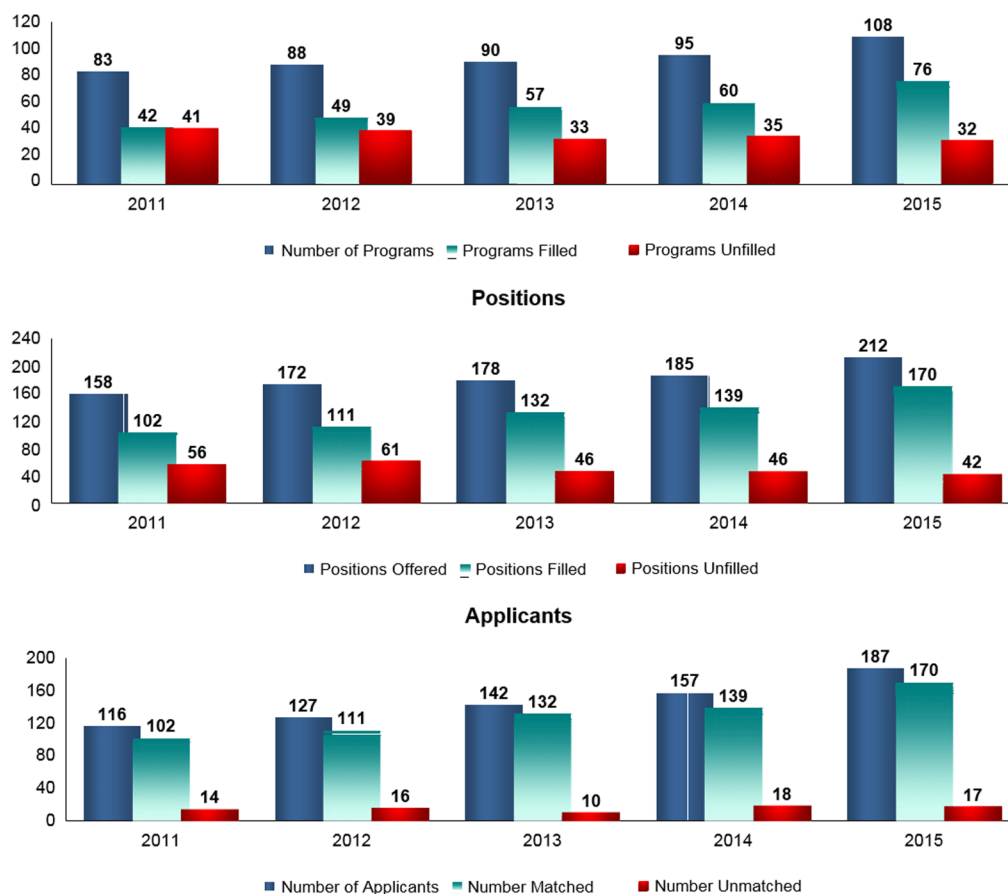 120
100
80
60
40
20
0
83 42 41
88 49 39
90 57 33
95 60 35
108 76 32
2011 2012 2013 2014 2015
Number of Programs Programs Filled Programs Unfilled
Positions
240
200
160
120
80
40
0
158 102 56
172 111 61
178 132 46
185 139 46
212 170 42
2011 2012 2013 2014 2015
Positions Offered Positions Filled Positions Unfilled
Applicants
200
160
120
80
40
0
116 102 14
127 111 16
142 132 10
157 139 18
187 170 17
2011 2012 2013 2014 2015
Number of Applicants Number Matched Number Unmatched